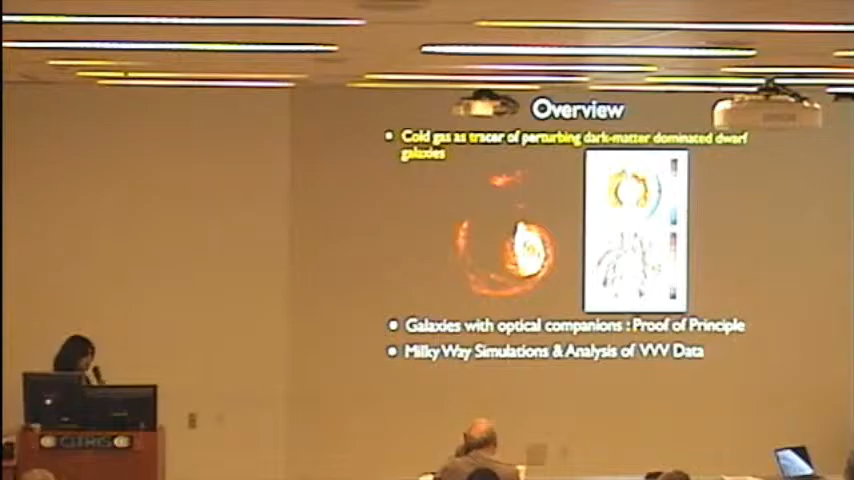 Overview
Cold gas as tracer of perturbing dark-matter dominated dwarf
galaxies
Galaxies with optical companions : Proof of Principle
Milky Way Simulations & Analysis of VVV Data
CITRIS